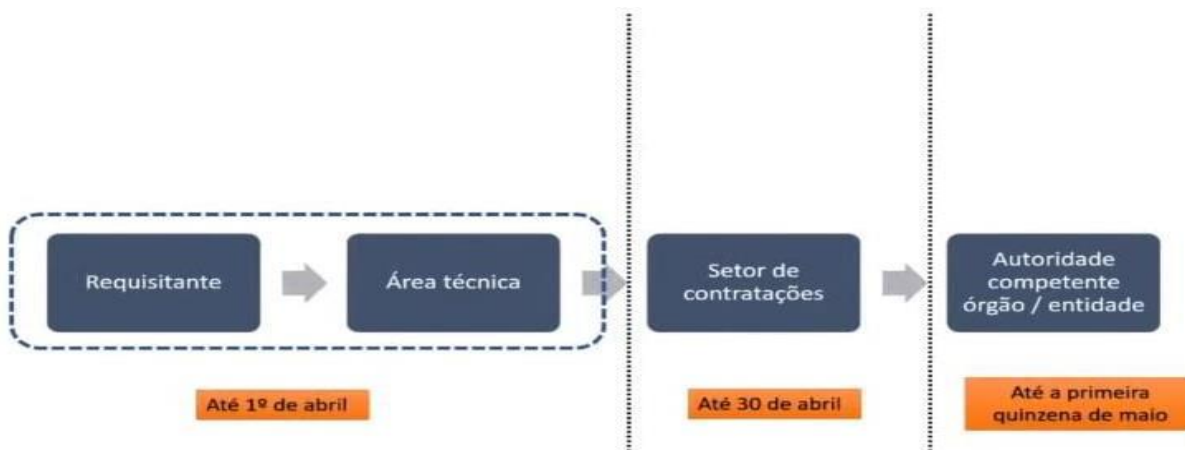 Requisitante
Área técnica
Setor de
contratações
Autoridade
competente
órgão / entidade
Até 1º de abril
Até 30 de abril
Até a primeira
quinzena de maio